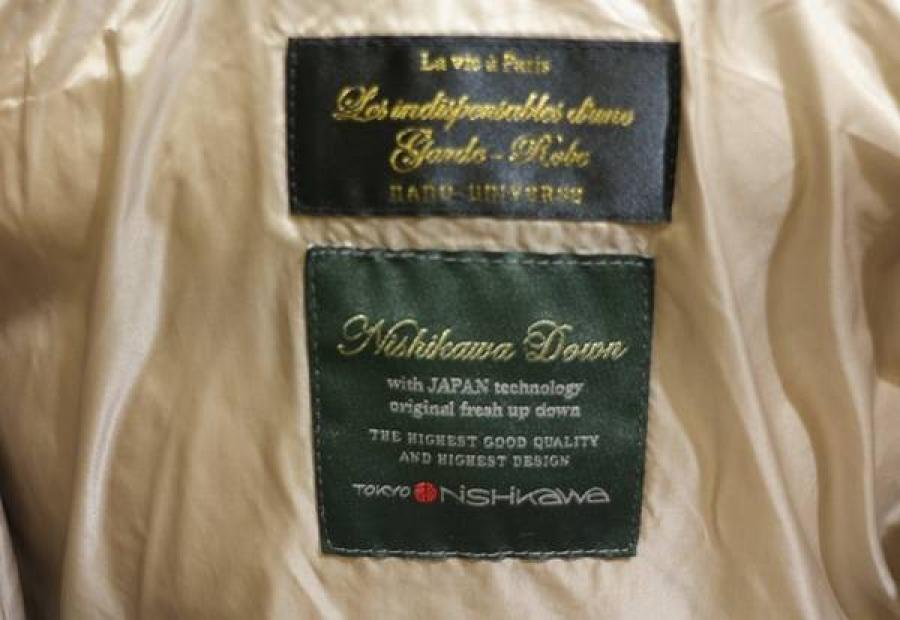 La vie à Paris
Les indispensables d'une
Garde-Robe
NANO UNIVERSE
Nishikawa Down
with JAPAN technology
original fresh up down
THE HIGHEST GOOD QUALITY
AND HIGHEST DESIGN
TOKYO NiSHiKaWa